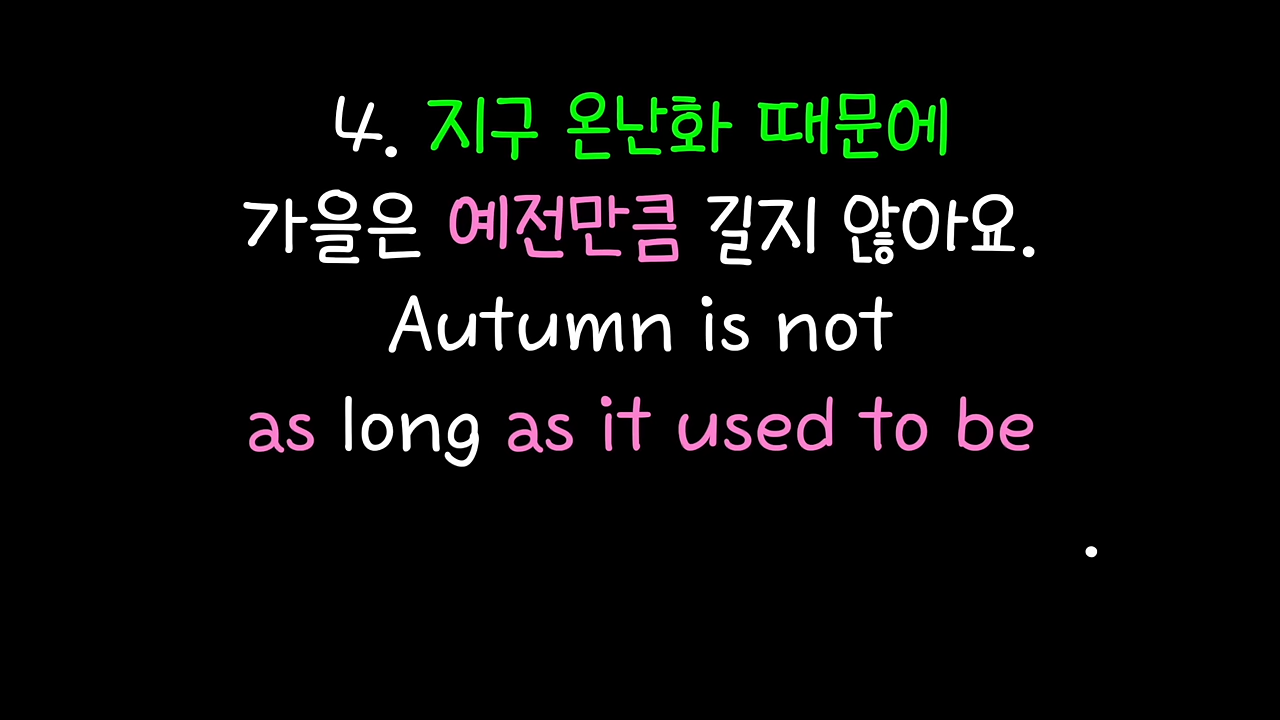 4. 지구 온난화 때문에
가을은 예전만큼 길지 않아요.
Autumn is not
as long as it used to be
.